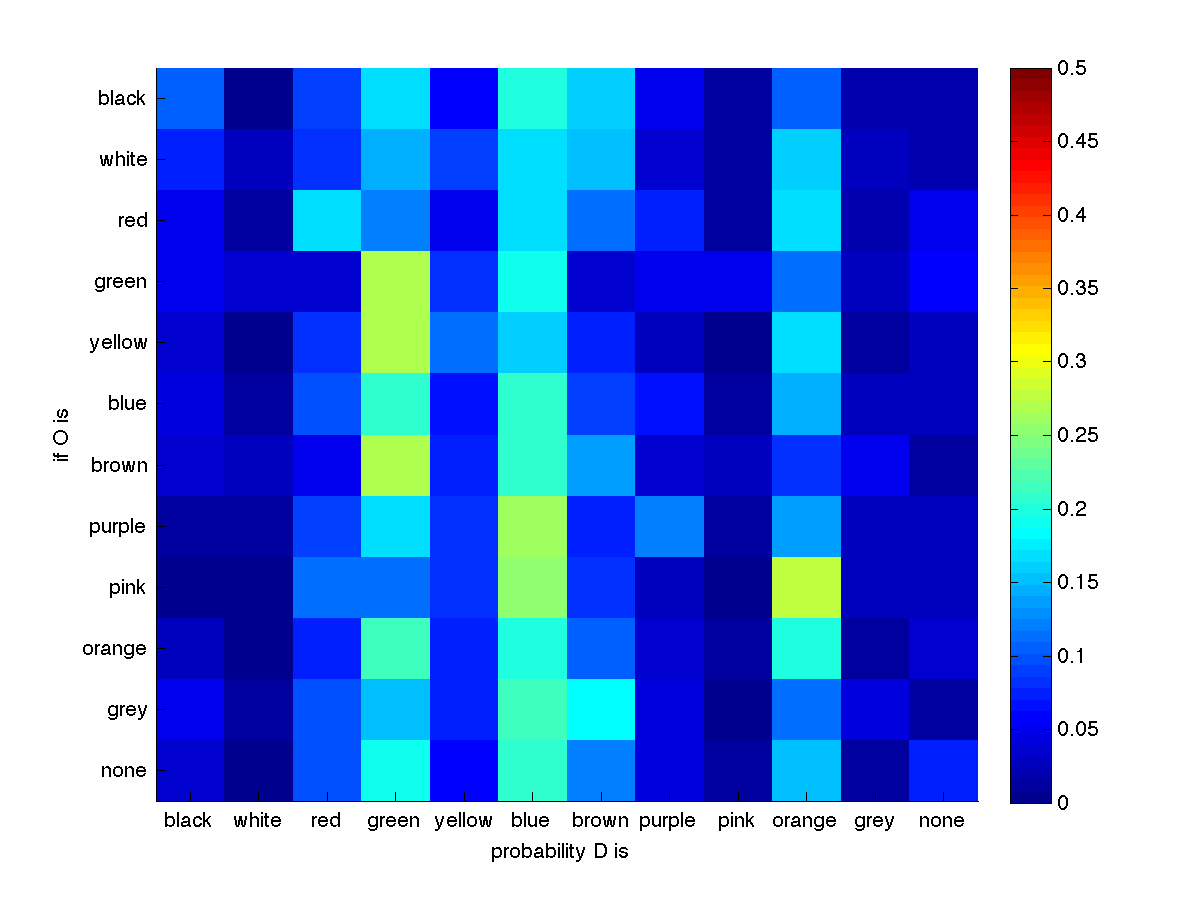 black
white
red
green
yellow
blue
brown
purple
pink
orange
grey
none
if O is
black white red green yellow blue brown purple pink orange grey none
probability D is
0.5
0.45
0.4
0.35
0.3
0.25
0.2
0.15
0.1
0.05
0